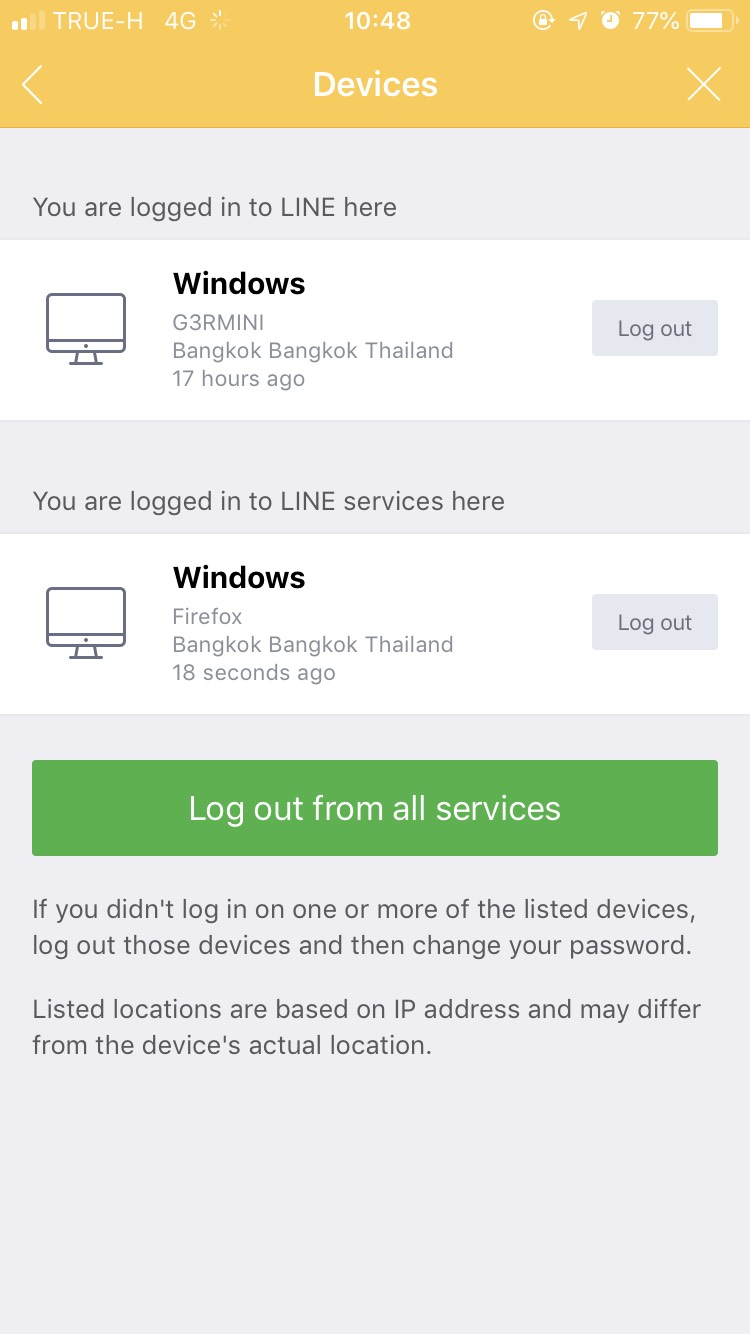 TRUE-H 4G 10:48 77%
Devices
You are logged in to LINE here
Windows
G3RMINI
Bangkok Bangkok Thailand
17 hours ago
Log out
You are logged in to LINE services here
Windows
Firefox
Bangkok Bangkok Thailand
18 seconds ago
Log out
Log out from all services
If you didn't log in on one or more of the listed devices,
log out those devices and then change your password.
Listed locations are based on IP address and may differ
from the device's actual location.